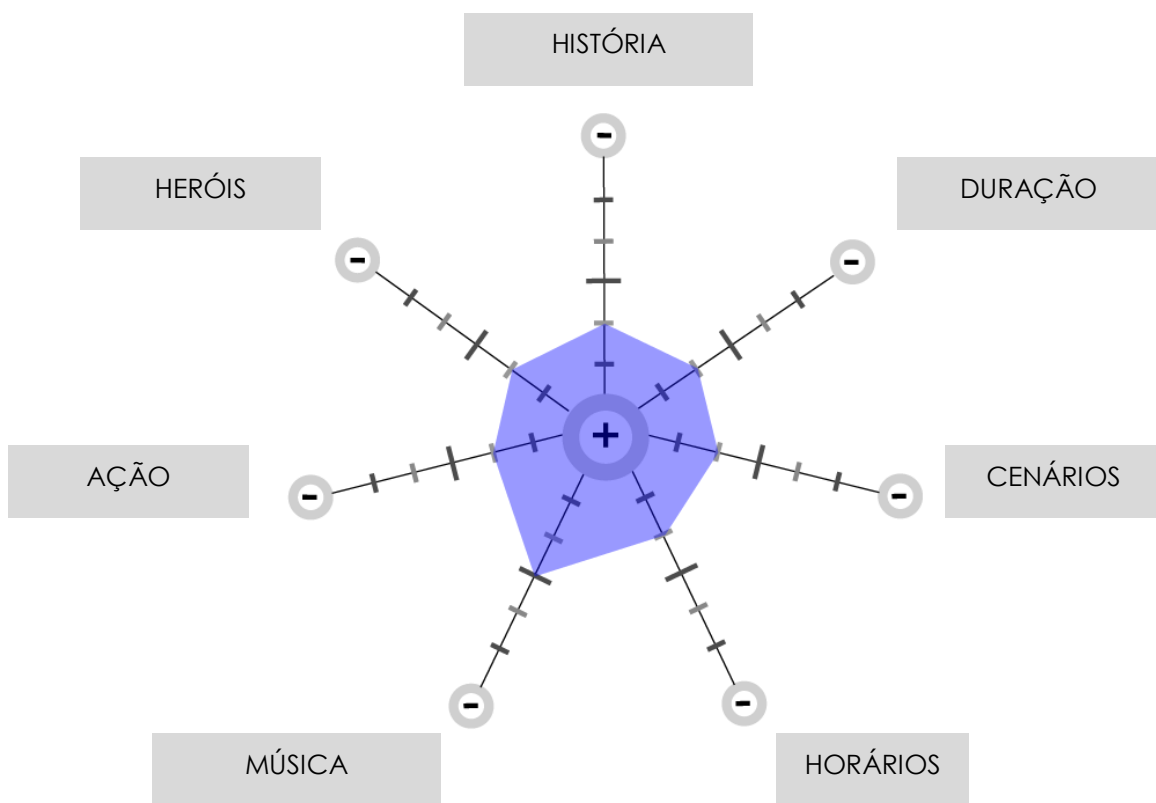 HISTÓRIA
-
HERÓIS
DURAÇÃO
-
-
+
AÇÃO
CENÁRIOS
-
-
-
-
MÚSICA
HORÁRIOS